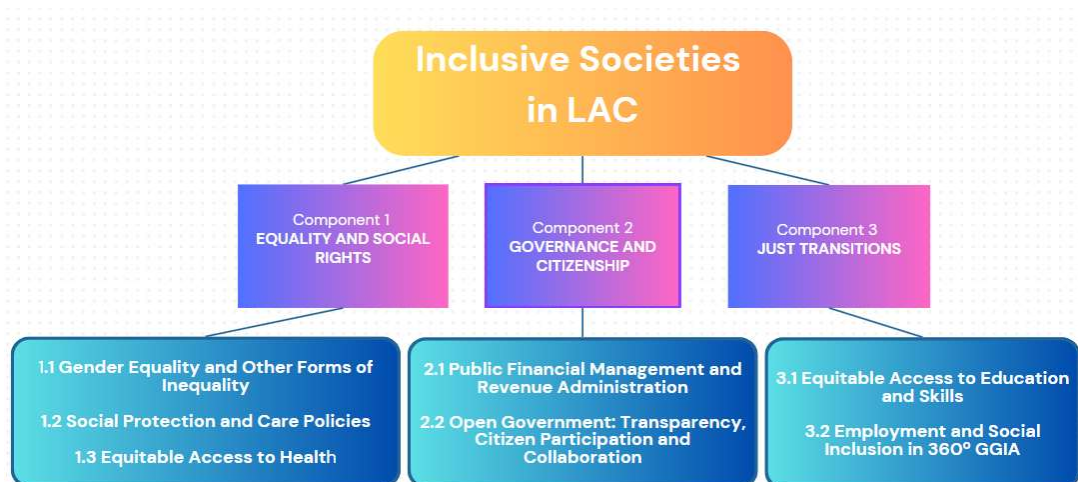 Inclusive Societies
in LAC
Component 1
EQUALITY AND SOCIAL
RIGHTS
Component 2
GOVERNANCE AND
CITIZENSHIP
Component 3
JUST TRANSITIONS
1.1 Gender Equality and Other Forms of
Inequality
1.2 Social Protection and Care Policies
1.3 Equitable Access to Health
2.1 Public Financial Management and
Revenue Administration
2.2 Open Government: Transparency,
Citizen Participation and
Collaboration
3.1 Equitable Access to Education
and Skills
3.2 Employment and Social
Inclusion in 360º GGIA